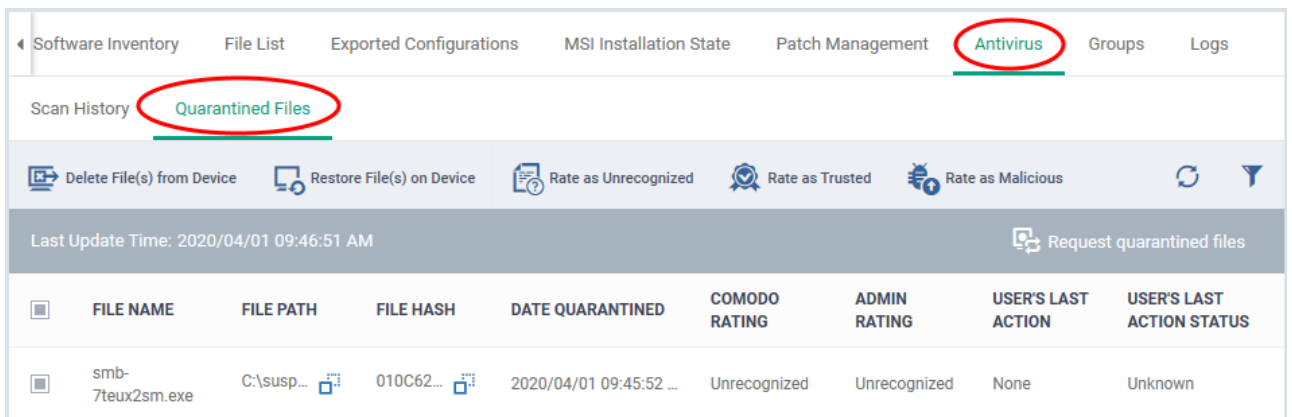 Software Inventory File List Exported Configurations MSI Installation State Patch Management Antivirus Groups Logs
Scan History Quarantined Files
Delete File(s) from Device Restore File(s) on Device Rate as Unrecognized Rate as Trusted Rate as Malicious
Last Update Time: 2020/04/01 09:46:51 AM Request quarantined files
FILE NAME FILE PATH FILE HASH DATE QUARANTINED COMODO RATING ADMIN RATING USER'S LAST ACTION USER'S LAST ACTION STATUS
smb-7teux2sm.exe C:\susp... 010C62... 2020/04/01 09:45:52 ... Unrecognized Unrecognized None Unknown